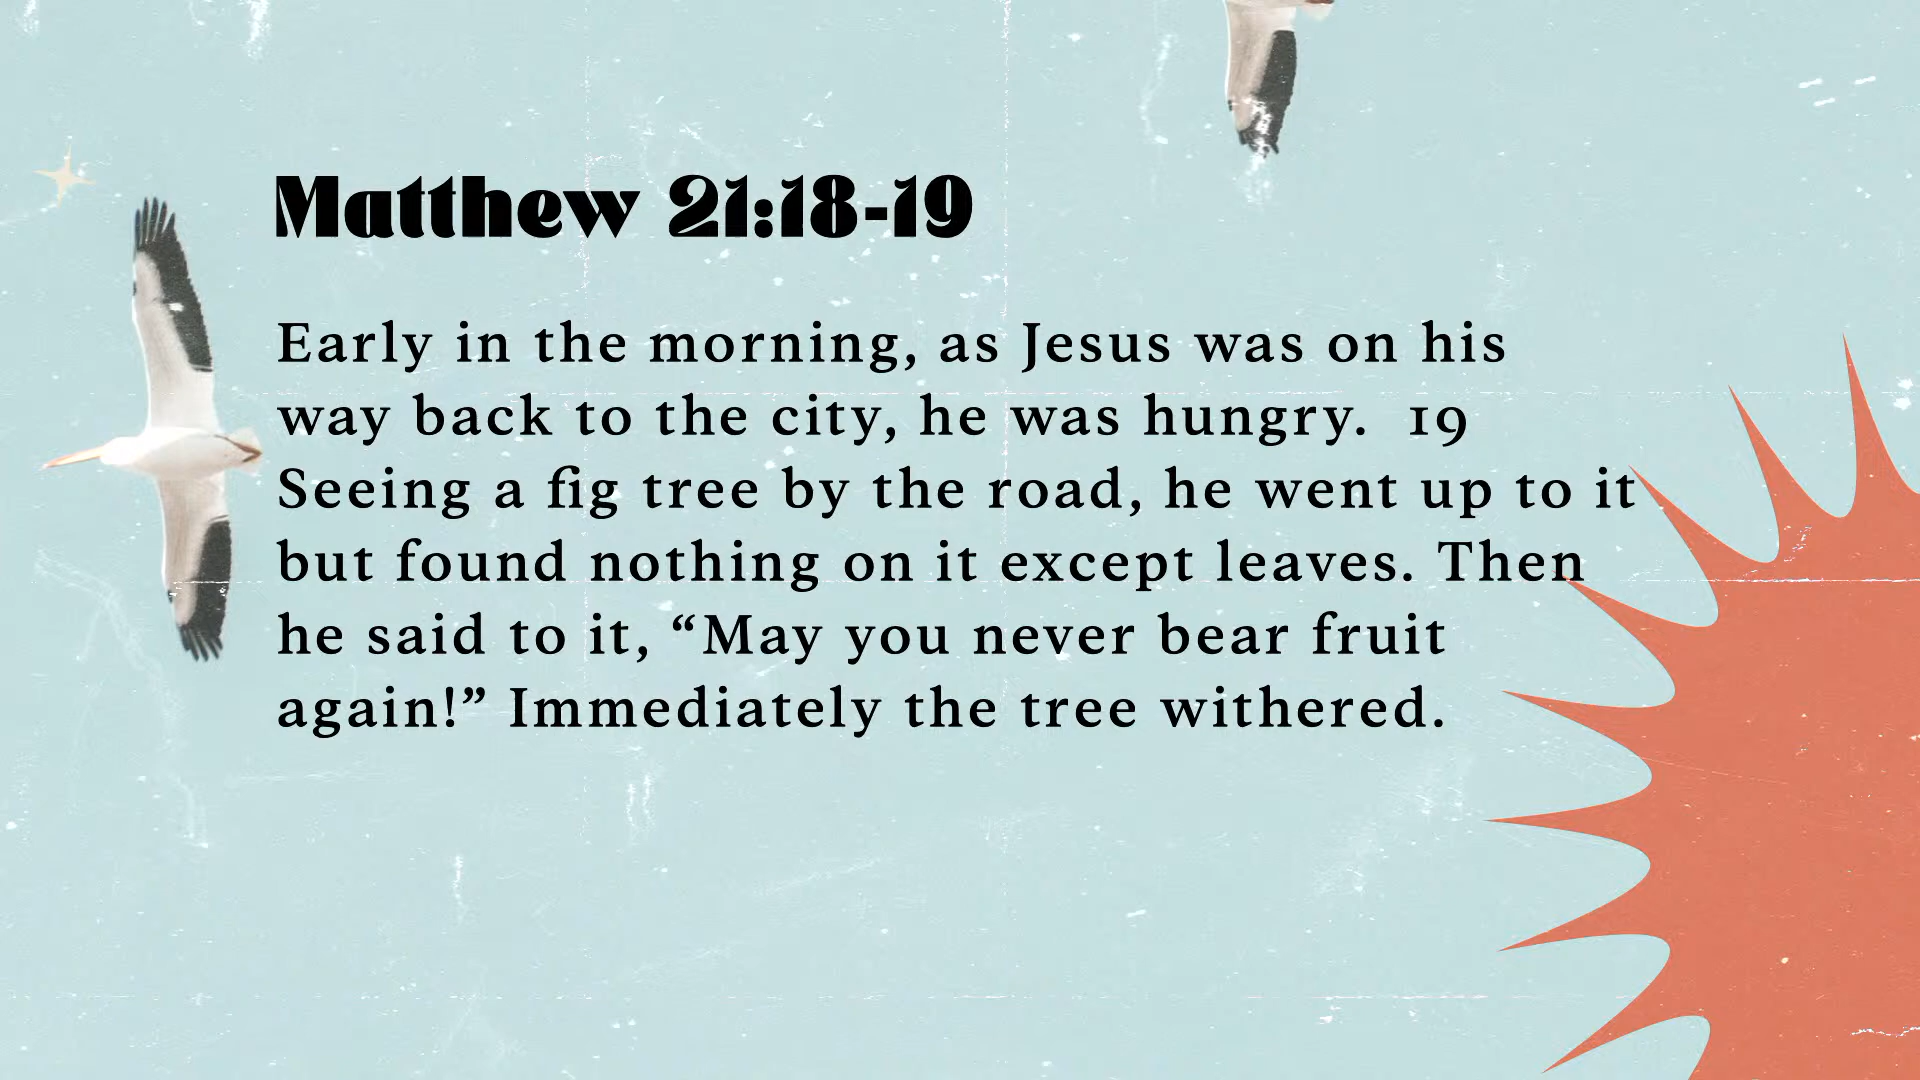 Matthew 21:18-19
Early in the morning, as Jesus was on his
way back to the city, he was hungry.  19
Seeing a fig tree by the road, he went up to it
but found nothing on it except leaves. Then
he said to it, “May you never bear fruit
again!” Immediately the tree withered.